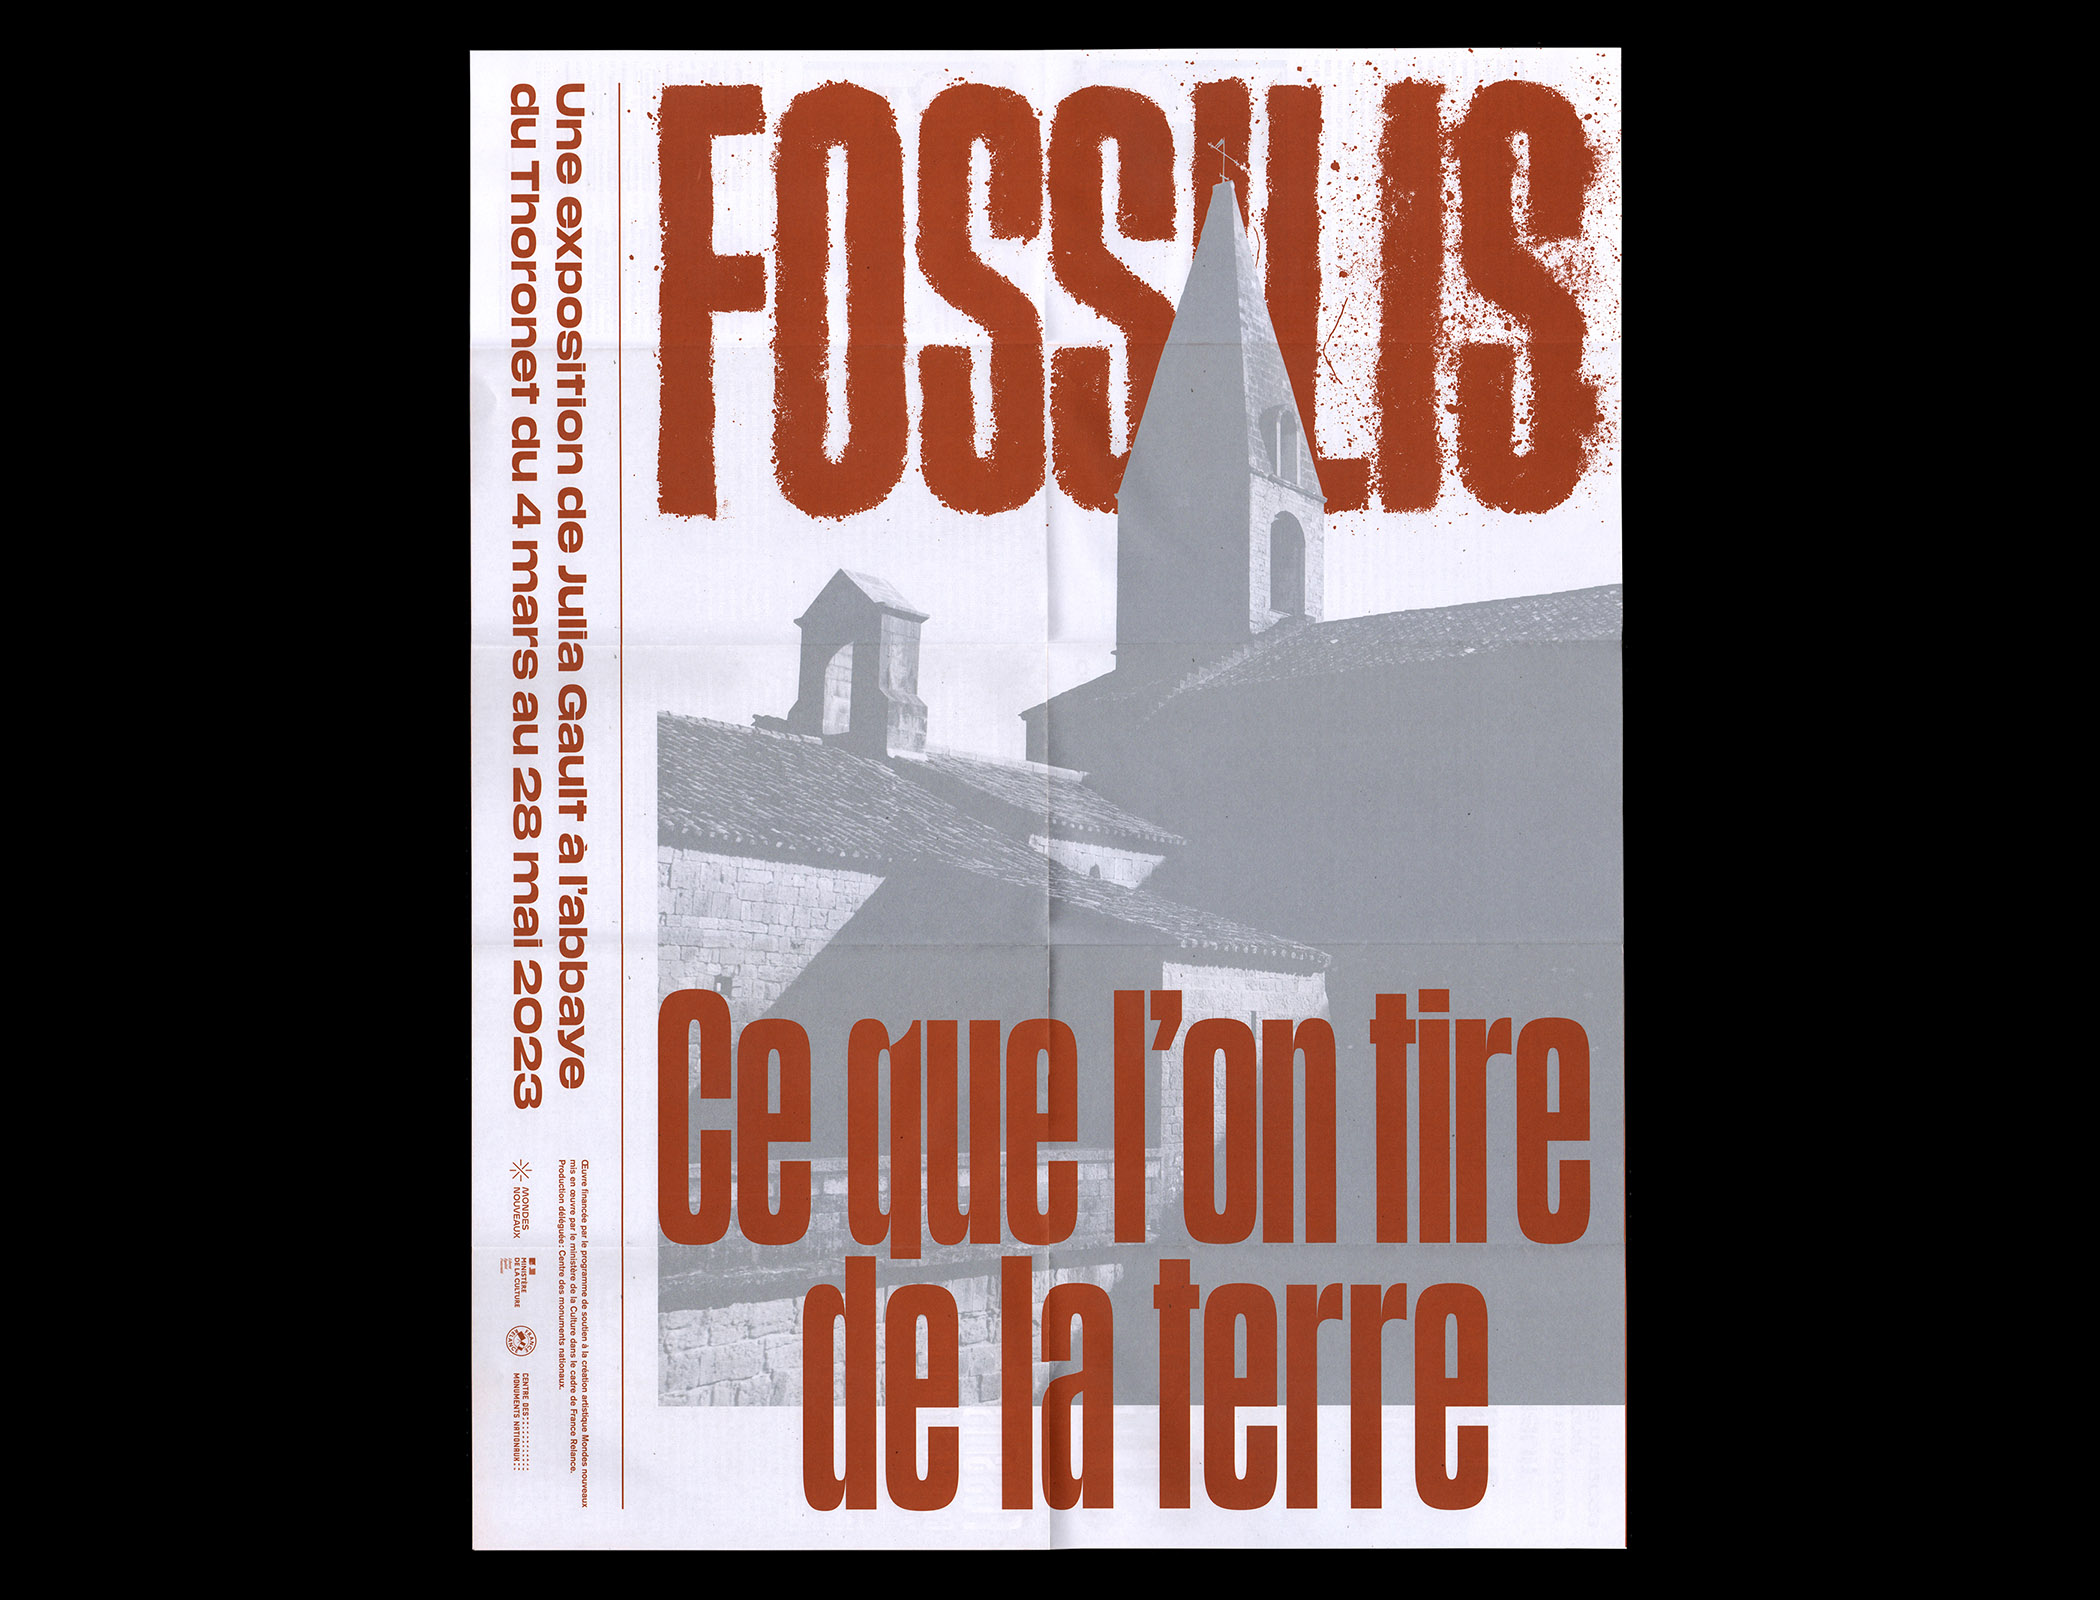 FOSSILIS
Ce que l'on tire
de la terre
Une exposition de Julia Gault à l'abbaye
du Thoronet du 4 mars au 28 mai 2023
Œuvre financée par le programme de soutien à la création artistique Mondes nouveaux
mis en œuvre par le ministère de la Culture dans le cadre de France Relance.
Production déléguée : Centre des monuments nationaux.
MONDES
NOUVEAUX
MINISTÈRE
DE LA CULTURE
CENTRE DES
MONUMENTS NATIONAUX